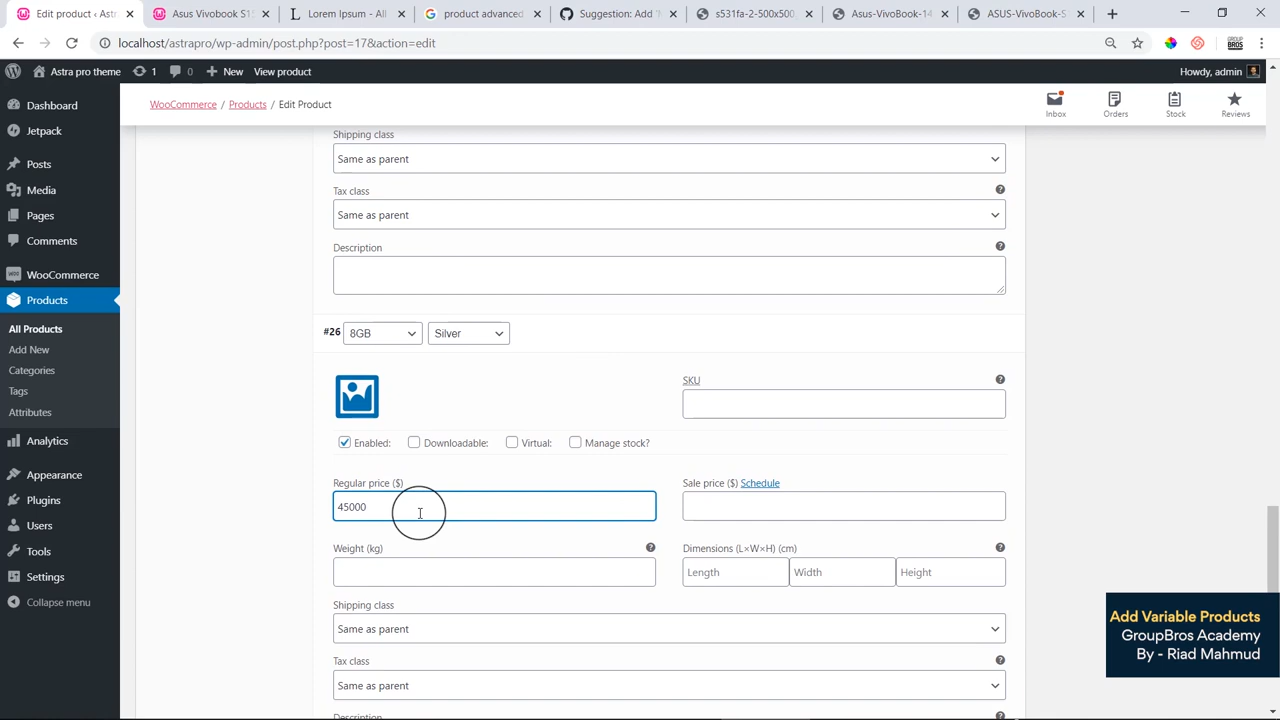 Edit product ‹ Astr
Asus Vivobook S1
Lorem Ipsum - All
product advanced
Suggestion: Add '
s531fa2-300x300
Asus-VivoBook-14
ASUS-VivoBook-S
localhost/astrapro/wp-admin/post.php?post=17&action=edit
GROUP
BROS
Astra pro theme
1
0
New
View product
Howdy, admin
Dashboard
Jetpack
Posts
Media
Pages
Comments
WooCommerce
Products
All Products
Add New
Categories
Tags
Attributes
Analytics
Appearance
Plugins
Users
Tools
Settings
Collapse menu
WooCommerce / Products / Edit Product
Inbox
Orders
Stock
Reviews
Shipping class
Same as parent
Tax class
Same as parent
Description
#26 8GB Silver
SKU
Enabled: Downloadable: Virtual: Manage stock?
Regular price ($)
45000
Sale price ($) Schedule
Weight (kg)
Dimensions (L×W×H) (cm)
Length Width Height
Shipping class
Same as parent
Tax class
Same as parent
Description
Add Variable Products
GroupBros Academy
By - Riad Mahmud